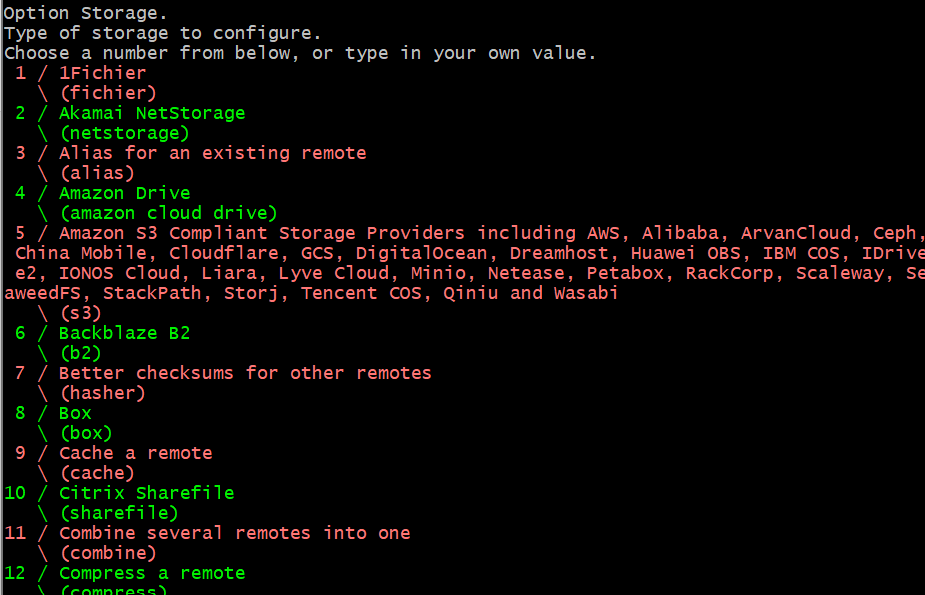 Option Storage.
Type of storage to configure.
Choose a number from below, or type in your own value.
 1 / 1Fichier
   \ (fichier)
 2 / Akamai NetStorage
   \ (netstorage)
 3 / Alias for an existing remote
   \ (alias)
 4 / Amazon Drive
   \ (amazon cloud drive)
 5 / Amazon S3 Compliant Storage Providers including AWS, Alibaba, ArvanCloud, Ceph,
 China Mobile, Cloudflare, GCS, DigitalOcean, Dreamhost, Huawei OBS, IBM COS, IDrive
 e2, IONOS Cloud, Liara, Lyve Cloud, Minio, Netease, Petabox, RackCorp, Scaleway, Se
aweedFS, StackPath, Storj, Tencent COS, Qiniu and Wasabi
   \ (s3)
 6 / Backblaze B2
   \ (b2)
 7 / Better checksums for other remotes
   \ (hasher)
 8 / Box
   \ (box)
 9 / Cache a remote
   \ (cache)
10 / Citrix Sharefile
   \ (sharefile)
11 / Combine several remotes into one
   \ (combine)
12 / Compress a remote
   \ (compress)